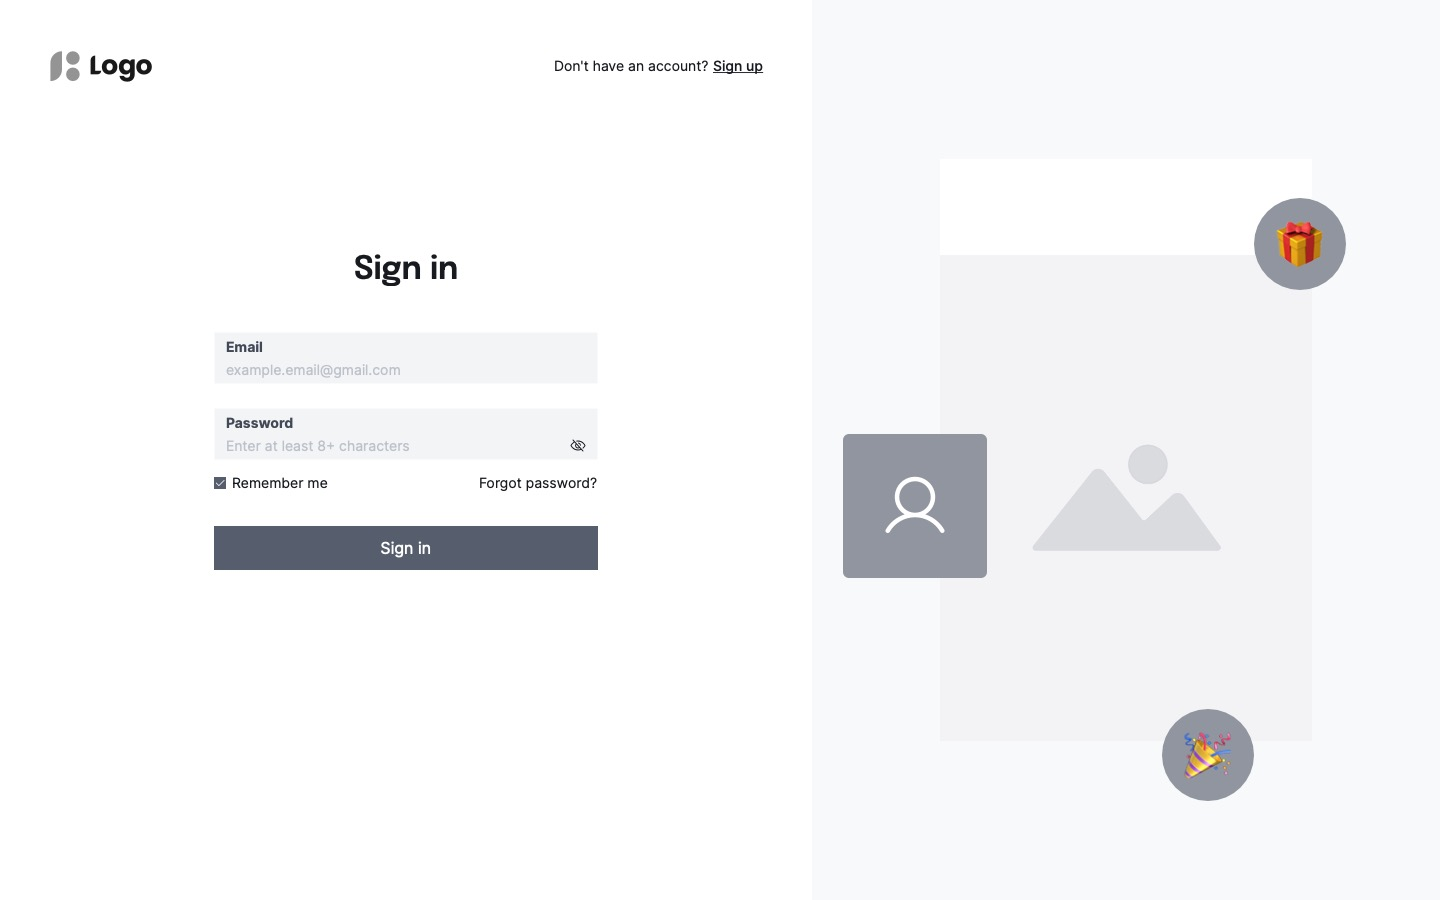 Logo
Don't have an account? Sign up
Sign in
Email
example.email@gmail.com
Password
Enter at least 8+ characters
Remember me
Forgot password?
Sign in